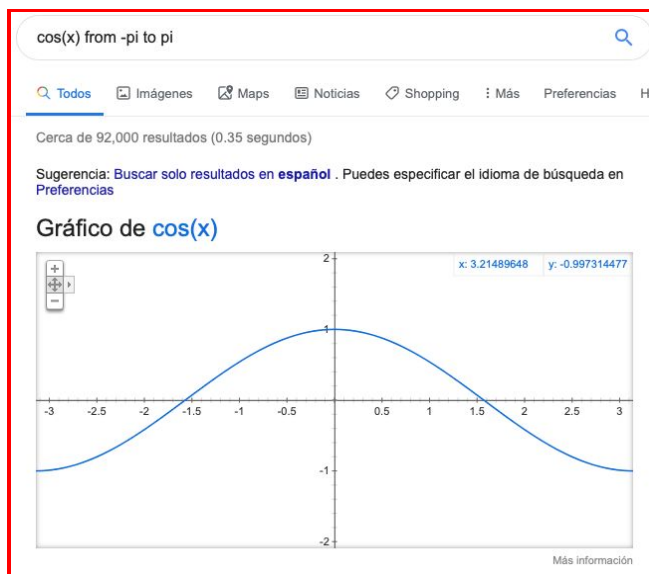 cos(x) from -pi to pi
Todos Imágenes Maps Noticias Shopping Más Preferencias H
Cerca de 92,000 resultados (0.35 segundos)
Sugerencia: Buscar solo resultados en español . Puedes especificar el idioma de búsqueda en
Preferencias
Gráfico de cos(x)
2
x: 3.21489648 y: -0.997314477
1
-3 -2.5 -2 -1.5 -1 -0.5 0.5 1 1.5 2 2.5 3
-1
-2
Más información